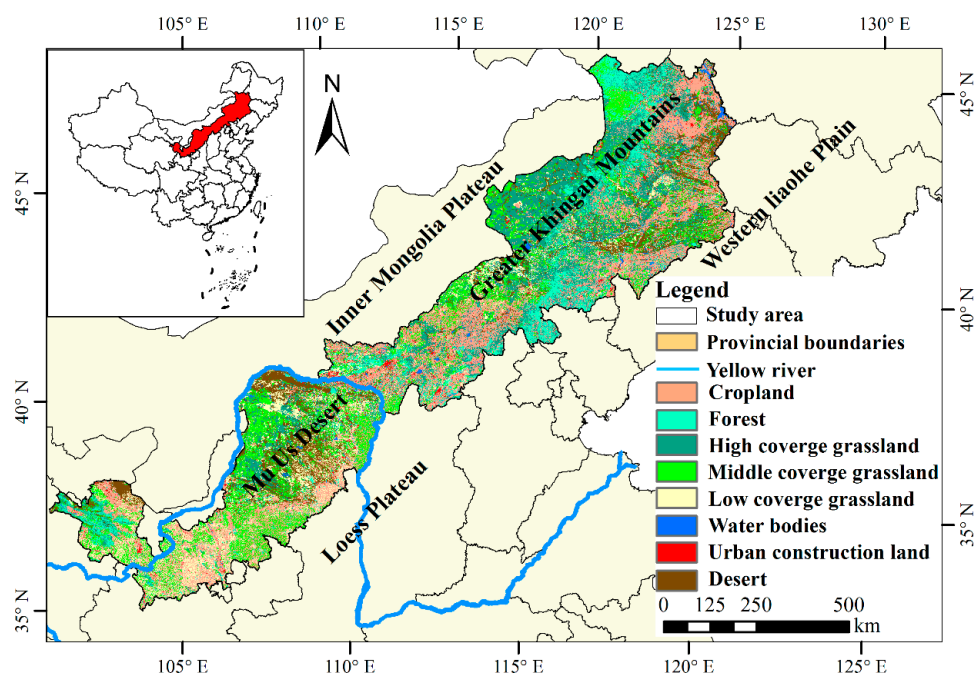 105° E
110° E
115° E
120° E
125° E
130° E
N
45° N
45° N
Inner Mongolia Plateau
Greater Khingan Mountains
Western liaohe Plain
40° N
40° N
Mu Us Desert
Loess Plateau
35° N
35° N
Legend
Study area
Provincial boundaries
Yellow river
Cropland
Forest
High coverge grassland
Middle coverge grassland
Low coverge grassland
Water bodies
Urban construction land
Desert
0 125 250 500
km
105° E
110° E
115° E
120° E
125° E